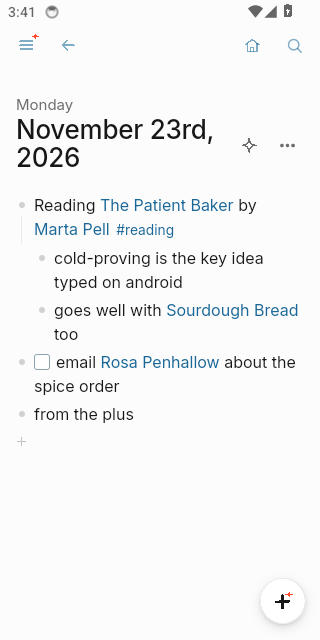 3:41
Monday
November 23rd,
2026
Reading The Patient Baker by
Marta Pell #reading
cold-proving is the key idea
typed on android
goes well with Sourdough Bread
too
email Rosa Penhallow about the
spice order
from the plus